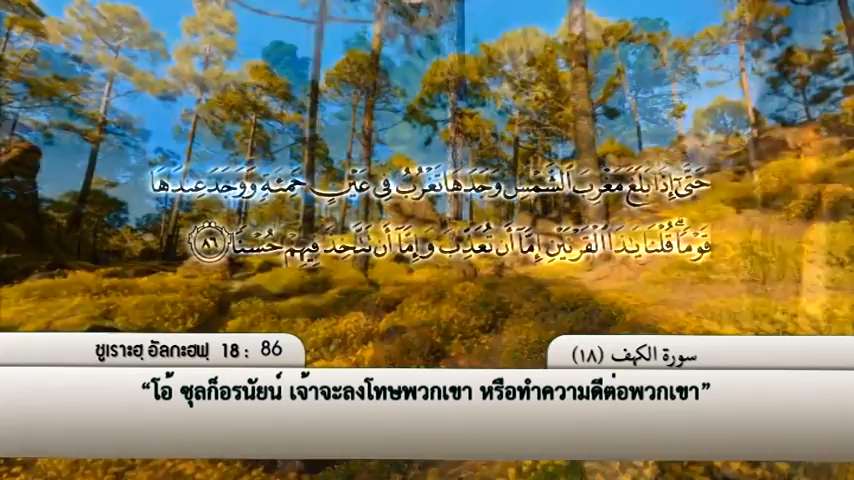 حَتَّىٰٓ إِذَا بَلَغَ مَغْرِبَ ٱلشَّمْسِ وَجَدَهَا تَغْرُبُ فِى عَيْنٍ حَمِئَةٍ وَوَجَدَ عِندَهَا
قَوْمًا ۗ قُلْنَا يَٰذَا ٱلْقَرْنَيْنِ إِمَّآ أَن تُعَذِّبَ وَإِمَّآ أَن تَتَّخِذَ فِيهِمْ حُسْنًا ٨٦
ซูเราะฮฺ อัลกะฮฟฺ 18 : 86
سورة الكهف (١٨)
“โอ้ ซุลก็อรนัยน์ เจ้าจะลงโทษพวกเขา หรือทำความดีต่อพวกเขา”